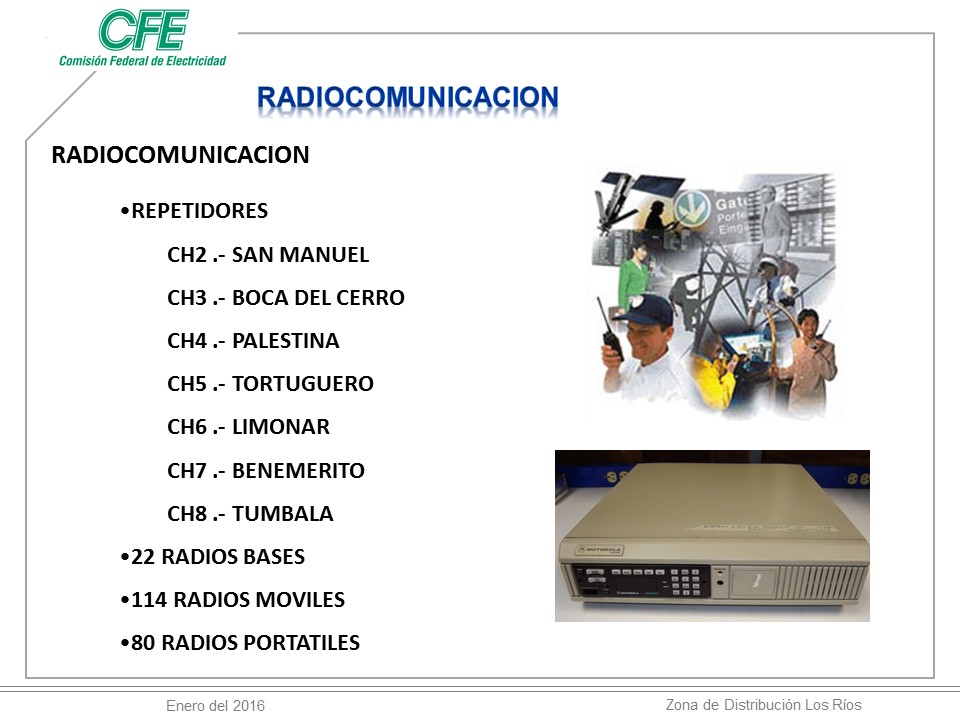 CFE
Comisión Federal de Electricidad
RADIOCOMUNICACION
RADIOCOMUNICACION
•REPETIDORES
CH2 .- SAN MANUEL
CH3 .- BOCA DEL CERRO
CH4 .- PALESTINA
CH5 .- TORTUGUERO
CH6 .- LIMONAR
CH7 .- BENEMERITO
CH8 .- TUMBALA
•22 RADIOS BASES
•114 RADIOS MOVILES
•80 RADIOS PORTATILES
Gate
MOTOROLA
Enero del 2016
Zona de Distribución Los Ríos